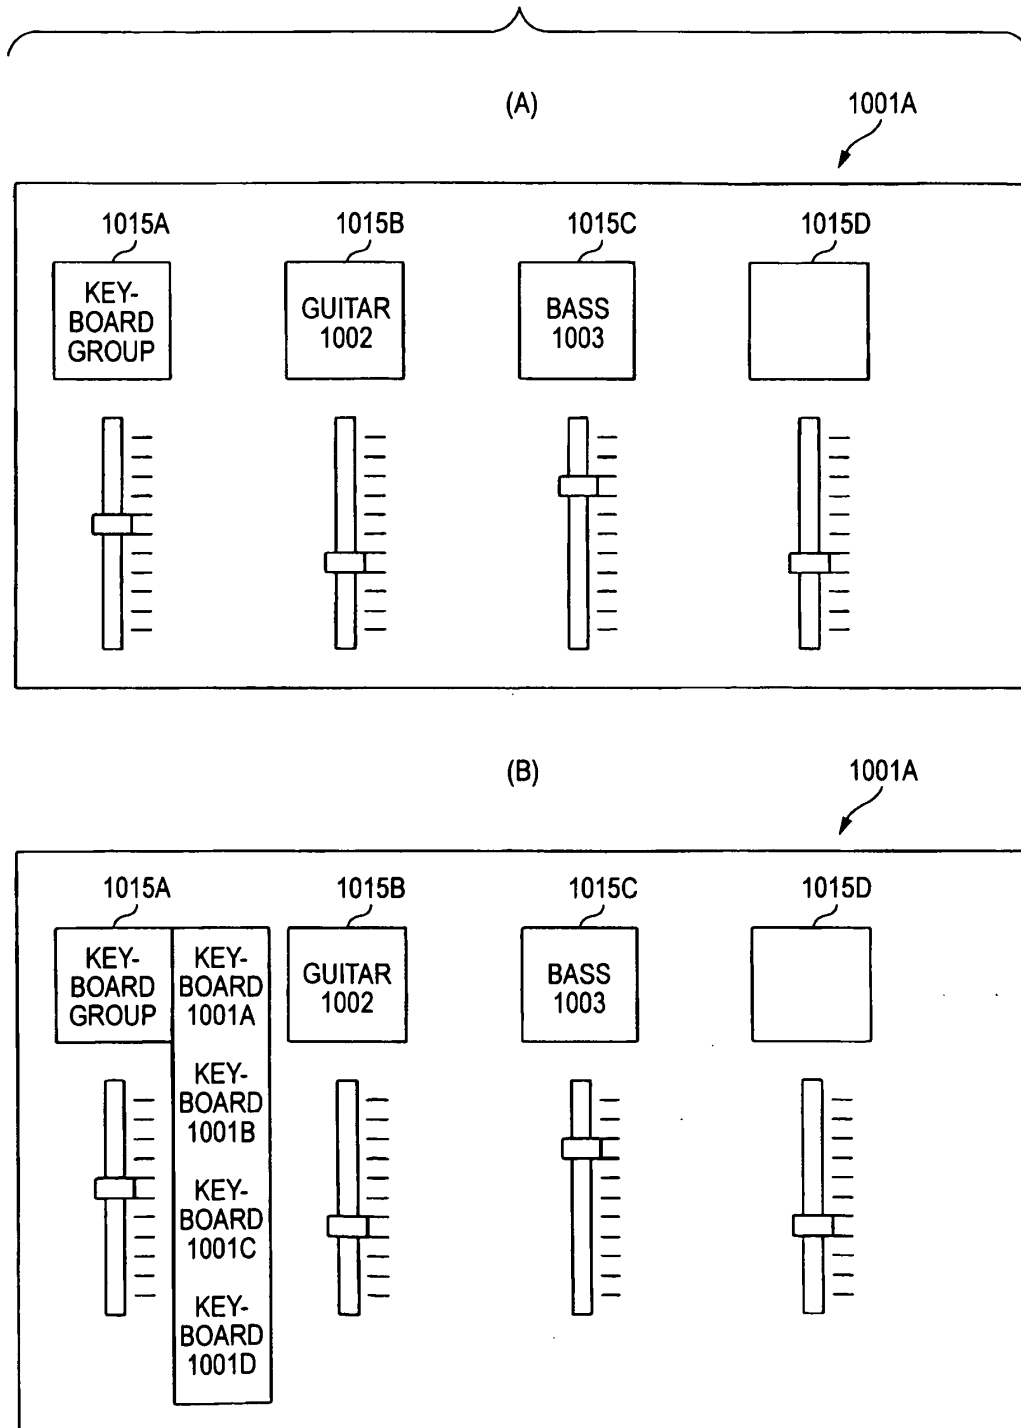 (A)
1001A
1015A
1015B
1015C
1015D
KEY-
BOARD
GROUP
GUITAR
1002
BASS
1003
(B)
1001A
1015A
1015B
1015C
1015D
KEY-
BOARD
GROUP
KEY-
BOARD
1001A
KEY-
BOARD
1001B
KEY-
BOARD
1001C
KEY-
BOARD
1001D
GUITAR
1002
BASS
1003